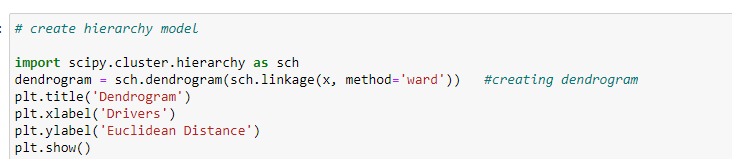 # create hierarchy model
import scipy.cluster.hierarchy as sch
dendrogram = sch.dendrogram(sch.linkage(x, method='ward'))   #creating dendrogram
plt.title('Dendrogram')
plt.xlabel('Drivers')
plt.ylabel('Euclidean Distance')
plt.show()